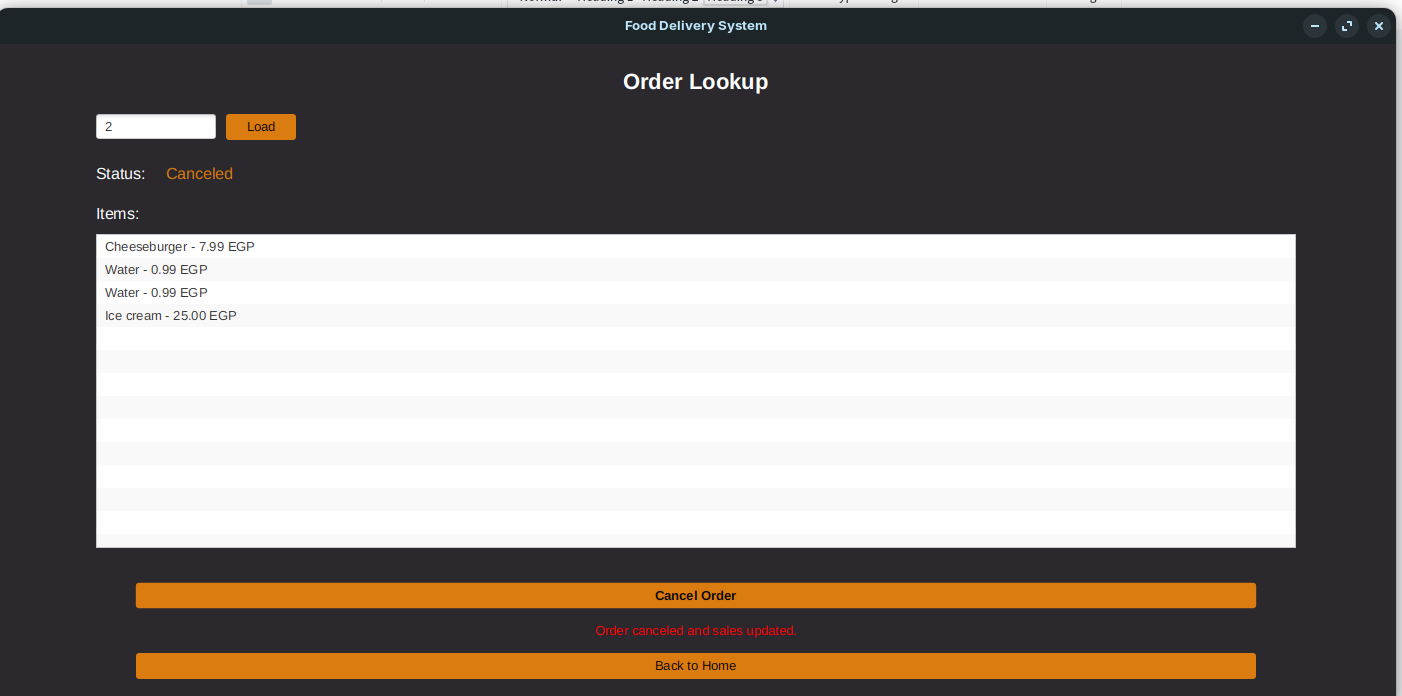 Food Delivery System
Order Lookup
2 Load
Status: Canceled
Items:
Cheeseburger - 7.99 EGP
Water - 0.99 EGP
Water - 0.99 EGP
Ice cream - 25.00 EGP
Cancel Order
Order canceled and sales updated.
Back to Home